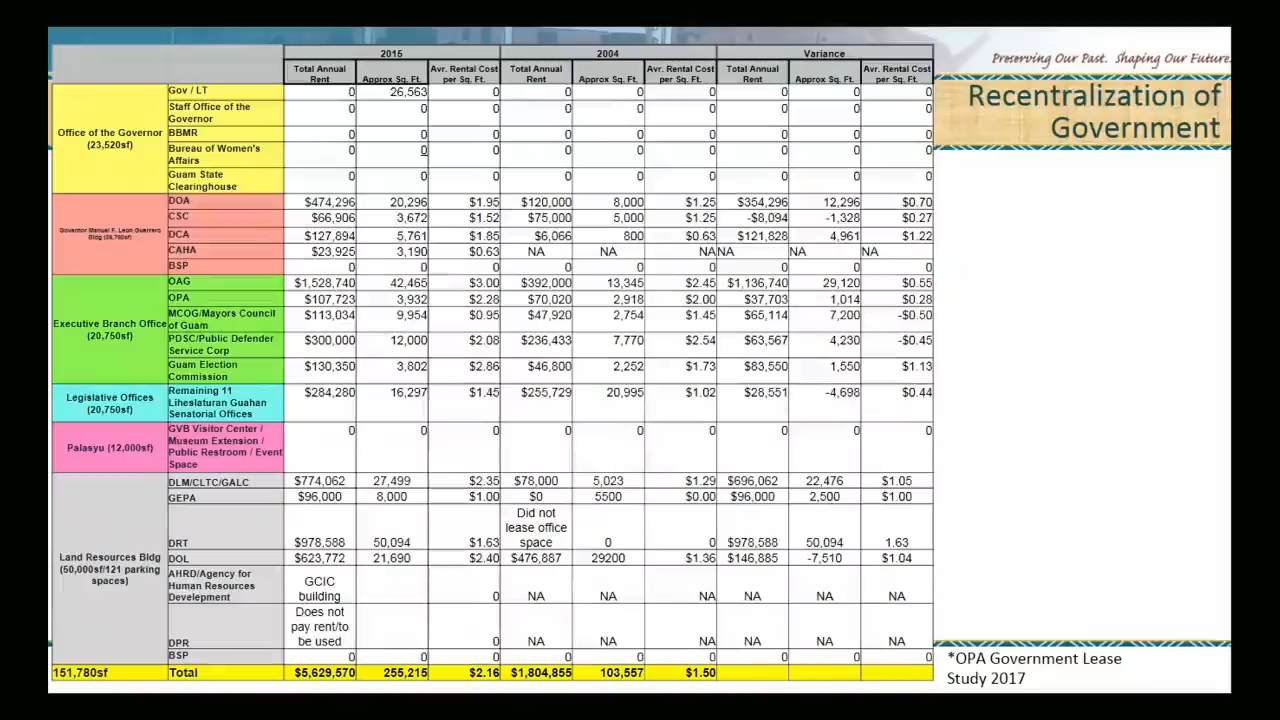 Preserving Our Past. Shaping Our Future.
Recentralization of
Government
2015 2004 Variance
Total Annual Rent Approx Sq. Ft. Avr. Rental Cost per Sq. Ft. Total Annual Rent Approx Sq. Ft. Avr. Rental Cost per Sq. Ft. Total Annual Rent Approx Sq. Ft. Avr. Rental Cost per Sq. Ft.
Office of the Governor (23,520sf)
Gov / LT 0 26,563 0 0 0 0 0 0 0
Staff Office of the Governor 0 0 0 0 0 0 0 0 0
BBMR 0 0 0 0 0 0 0 0 0
Bureau of Women's Affairs 0 0 0 0 0 0 0 0 0
Guam State Clearinghouse 0 0 0 0 0 0 0 0 0
Governor Manuel F. Leon Guerrero Bldg
DOA $474,296 20,296 $1.95 $120,000 8,000 $1.25 $354,296 12,296 $0.70
CSC $66,906 3,672 $1.52 $75,000 5,000 $1.25 -$8,094 -1,328 $0.27
DCA $127,894 5,761 $1.85 $6,066 800 $0.63 $121,828 4,961 $1.22
CAHA $23,925 3,190 $0.63 NA NA NA NA NA NA
BSP 0 0 0 0 0 0 0 0 0
Executive Branch Office (20,750sf)
OAG $1,528,740 42,465 $3.00 $392,000 13,345 $2.45 $1,136,740 29,120 $0.55
OPA $107,723 3,932 $2.28 $70,020 2,918 $2.00 $37,703 1,014 $0.28
MCOG/Mayors Council of Guam $113,034 9,954 $0.95 $47,920 2,754 $1.45 $65,114 7,200 -$0.50
PDSC/Public Defender Service Corp $300,000 12,000 $2.08 $236,433 7,770 $2.54 $63,567 4,230 -$0.45
Guam Election Commission $130,350 3,802 $2.86 $46,800 2,252 $1.73 $83,550 1,550 $1.13
Legislative Offices (20,750sf)
Remaining 11 Liheslaturan Guahan Senatorial Offices $284,280 16,297 $1.45 $255,729 20,995 $1.02 $28,551 -4,698 $0.44
Palasyu (12,000sf)
GVB Visitor Center / Museum Extension / Public Restroom / Event Space 0 0 0 0 0 0 0 0 0
Land Resources Bldg (50,000sf/121 parking spaces)
DLM/CLTC/GALC $774,062 27,499 $2.35 $78,000 5,023 $1.29 $696,062 22,476 $1.05
GEPA $96,000 8,000 $1.00 $0 5500 $0.00 $96,000 2,500 $1.00
DRT $978,588 50,094 $1.63 Did not lease office space 0 0 $978,588 50,094 1.63
DOL $623,772 21,690 $2.40 $476,887 29200 $1.36 $146,885 -7,510 $1.04
AHRD/Agency for Human Resources Development GCIC building 0 NA NA NA NA NA NA
DPR Does not pay rent/to be used 0 NA NA NA NA NA NA
BSP 0 0 0 0 0 0 0 0 0
151,780sf Total $5,629,570 255,215 $2.16 $1,804,855 103,557 $1.50
*OPA Government Lease
Study 2017